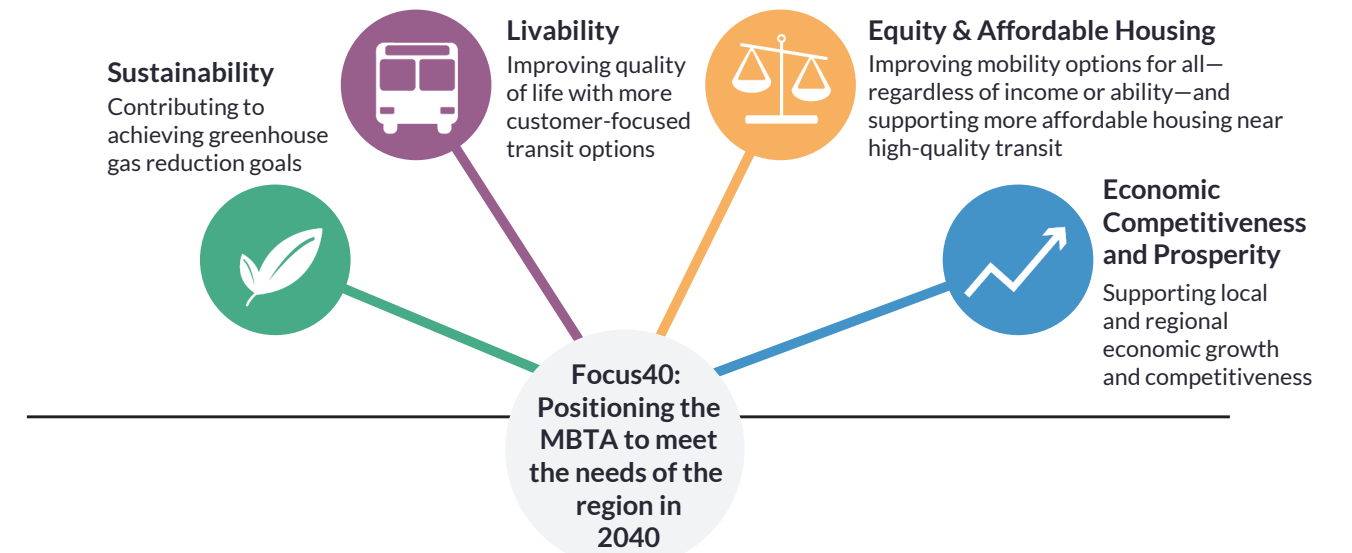 Sustainability
Contributing to
achieving greenhouse
gas reduction goals
Livability
Improving quality
of life with more
customer-focused
transit options
Equity & Affordable Housing
Improving mobility options for all—
regardless of income or ability—and
supporting more affordable housing near
high-quality transit
Economic
Competitiveness
and Prosperity
Supporting local
and regional
economic growth
and competitiveness
Focus40:
Positioning the
MBTA to meet
the needs of the
region in
2040